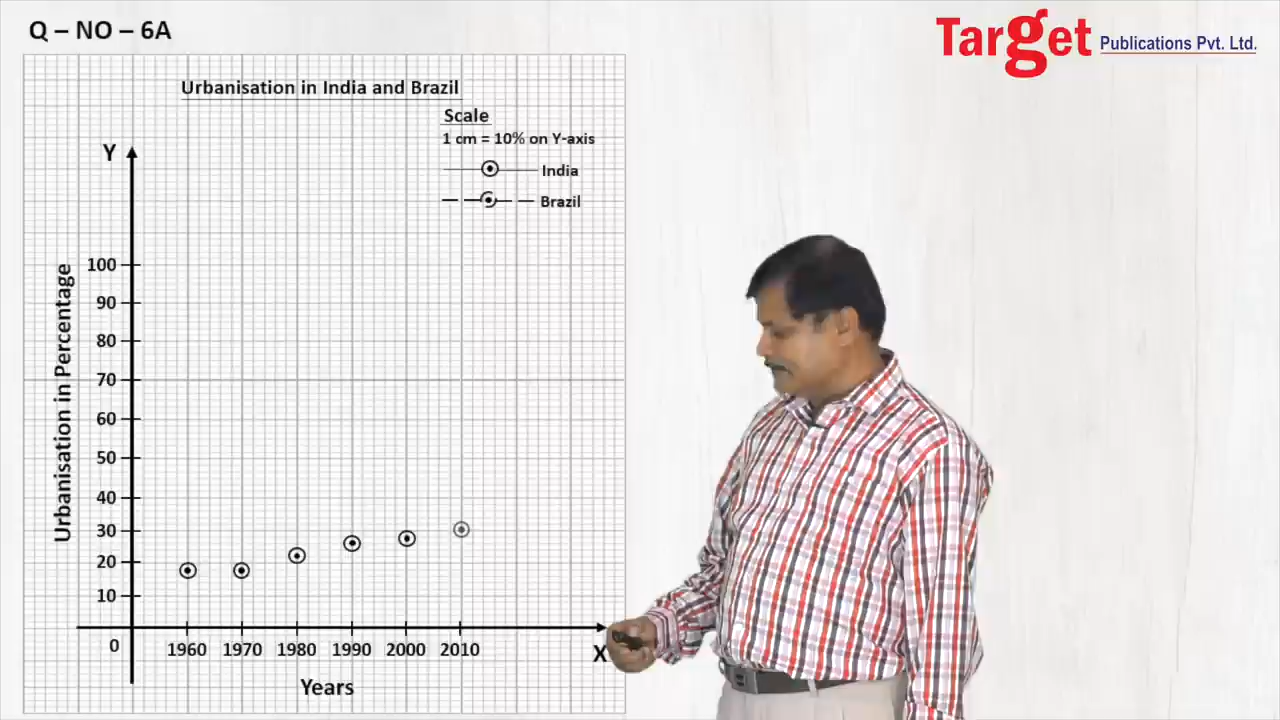 Q – NO – 6A
Target Publications Pvt. Ltd.
Urbanisation in India and Brazil
Scale
1 cm = 10% on Y-axis
India
Brazil
Y
Urbanisation in Percentage
100
90
80
70
60
50
40
30
20
10
0
1960 1970 1980 1990 2000 2010
X
Years